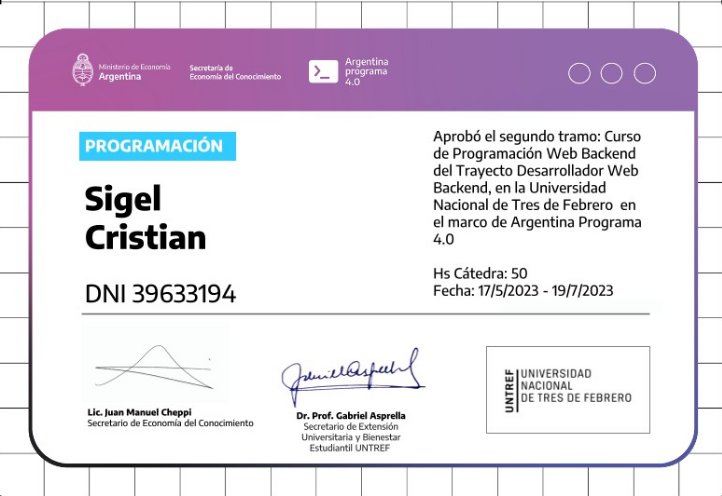 Ministerio de Economía
Argentina
Secretaría de
Economía del Conocimiento
Argentina
programa
4.0
PROGRAMACIÓN
Sigel
Cristian
DNI 39633194
Aprobó el segundo tramo: Curso
de Programación Web Backend
del Trayecto Desarrollador Web
Backend, en la Universidad
Nacional de Tres de Febrero en
el marco de Argentina Programa
4.0
Hs Cátedra: 50
Fecha: 17/5/2023 - 19/7/2023
Lic. Juan Manuel Cheppi
Secretario de Economía del Conocimiento
Dr. Prof. Gabriel Asprella
Secretario de Extensión
Universitaria y Bienestar
Estudiantil UNTREF
UNTREF
UNIVERSIDAD
NACIONAL
DE TRES DE FEBRERO